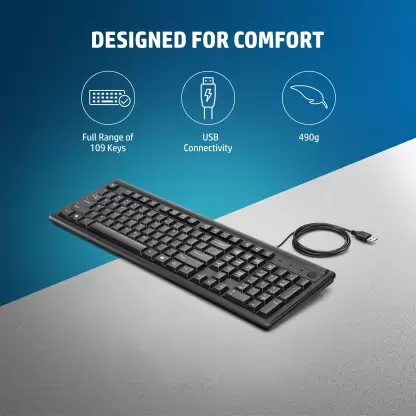 DESIGNED FOR COMFORT
Full Range of
109 Keys
USB
Connectivity
490g